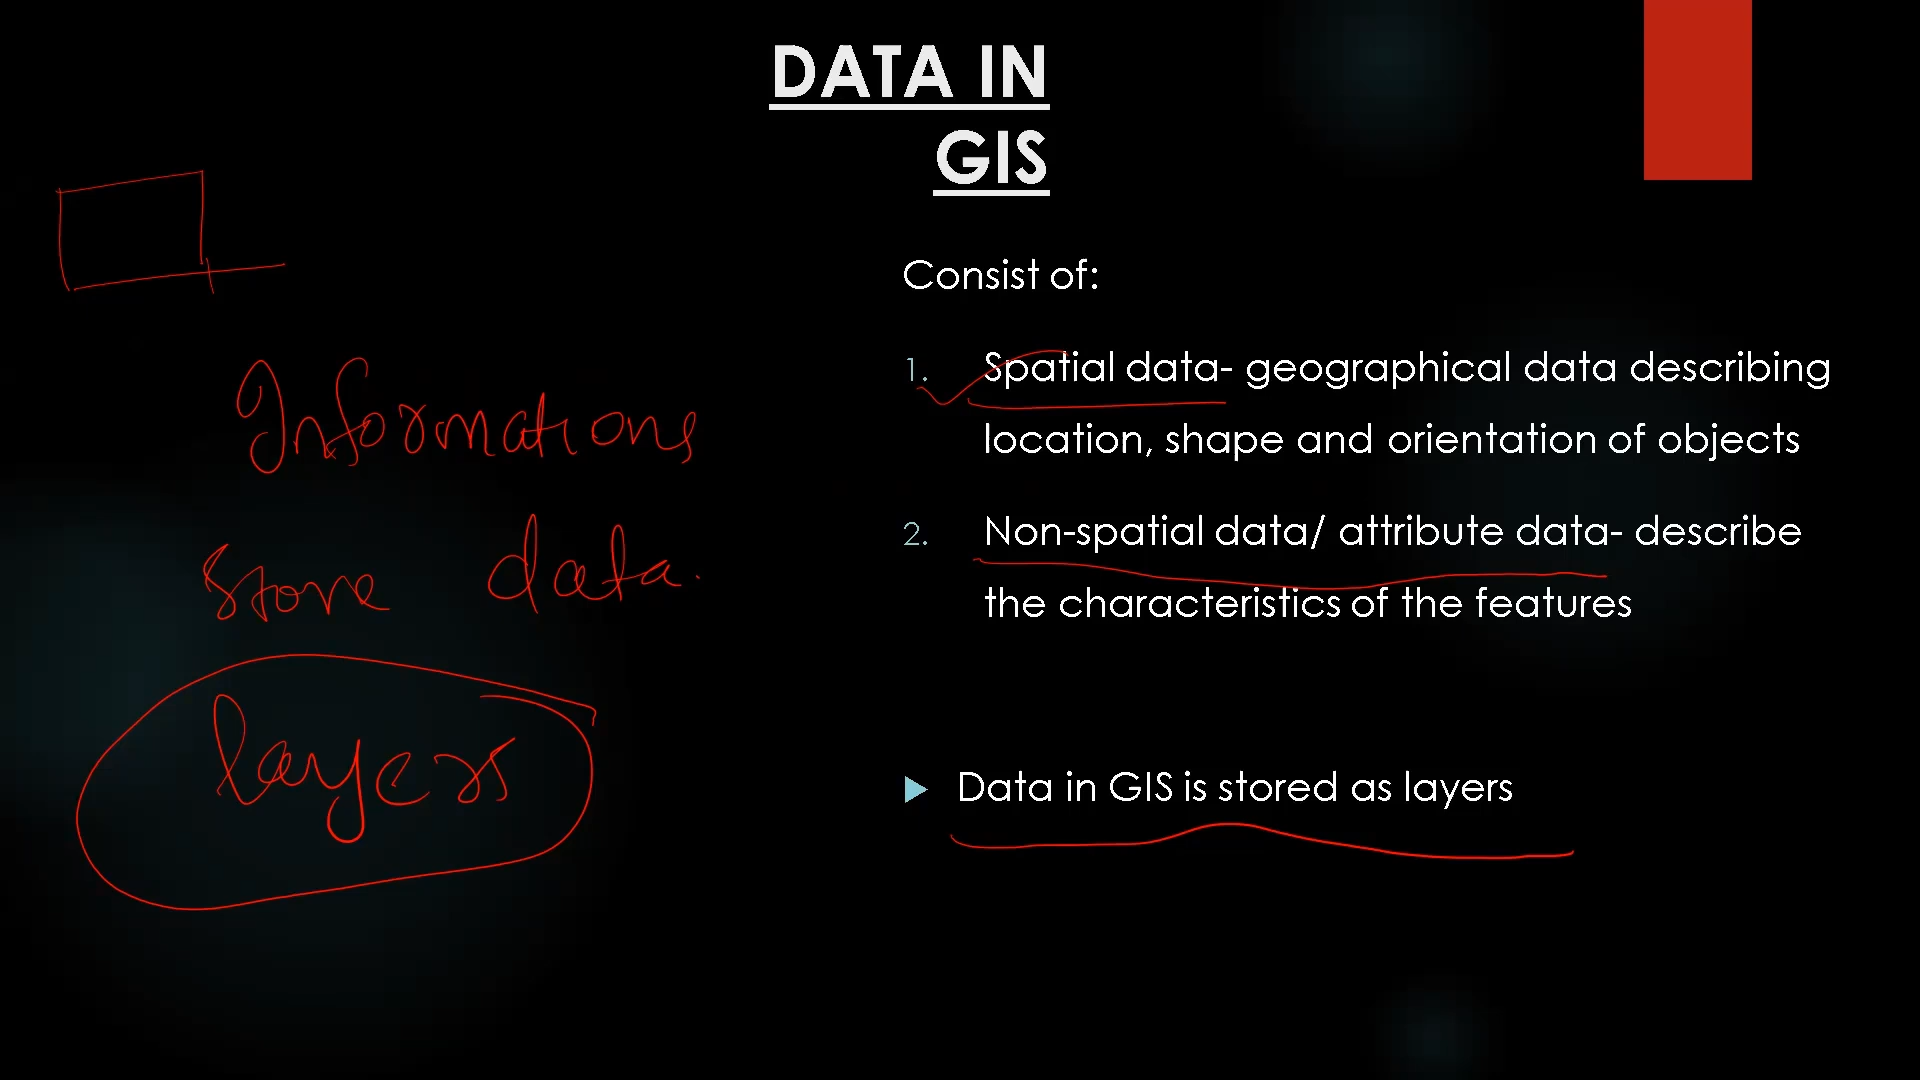 DATA IN
GIS
Consist of:
1. Spatial data- geographical data describing
location, shape and orientation of objects
2. Non-spatial data/ attribute data- describe
the characteristics of the features
Data in GIS is stored as layers
Informations
store data.
layers